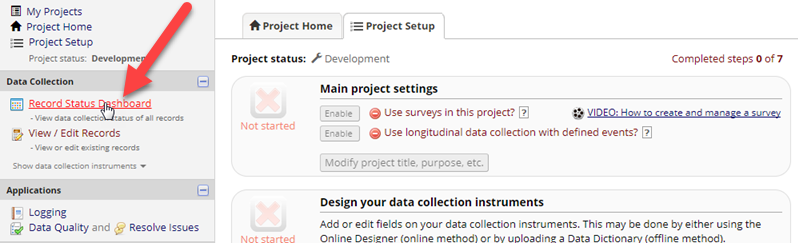 My Projects
Project Home
Project Setup
Project status: Development
Data Collection
Record Status Dashboard
- View data collection status of all records
View / Edit Records
- View or edit existing records
Show data collection instruments
Applications
Logging
Data Quality and Resolve Issues
Project Home
Project Setup
Project status: Development
Completed steps 0 of 7
Not started
Main project settings
Enable Use surveys in this project? ? VIDEO: How to create and manage a survey
Enable Use longitudinal data collection with defined events? ?
Modify project title, purpose, etc.
Not started
Design your data collection instruments
Add or edit fields on your data collection instruments. This may be done by either using the
Online Designer (online method) or by uploading a Data Dictionary (offline method).